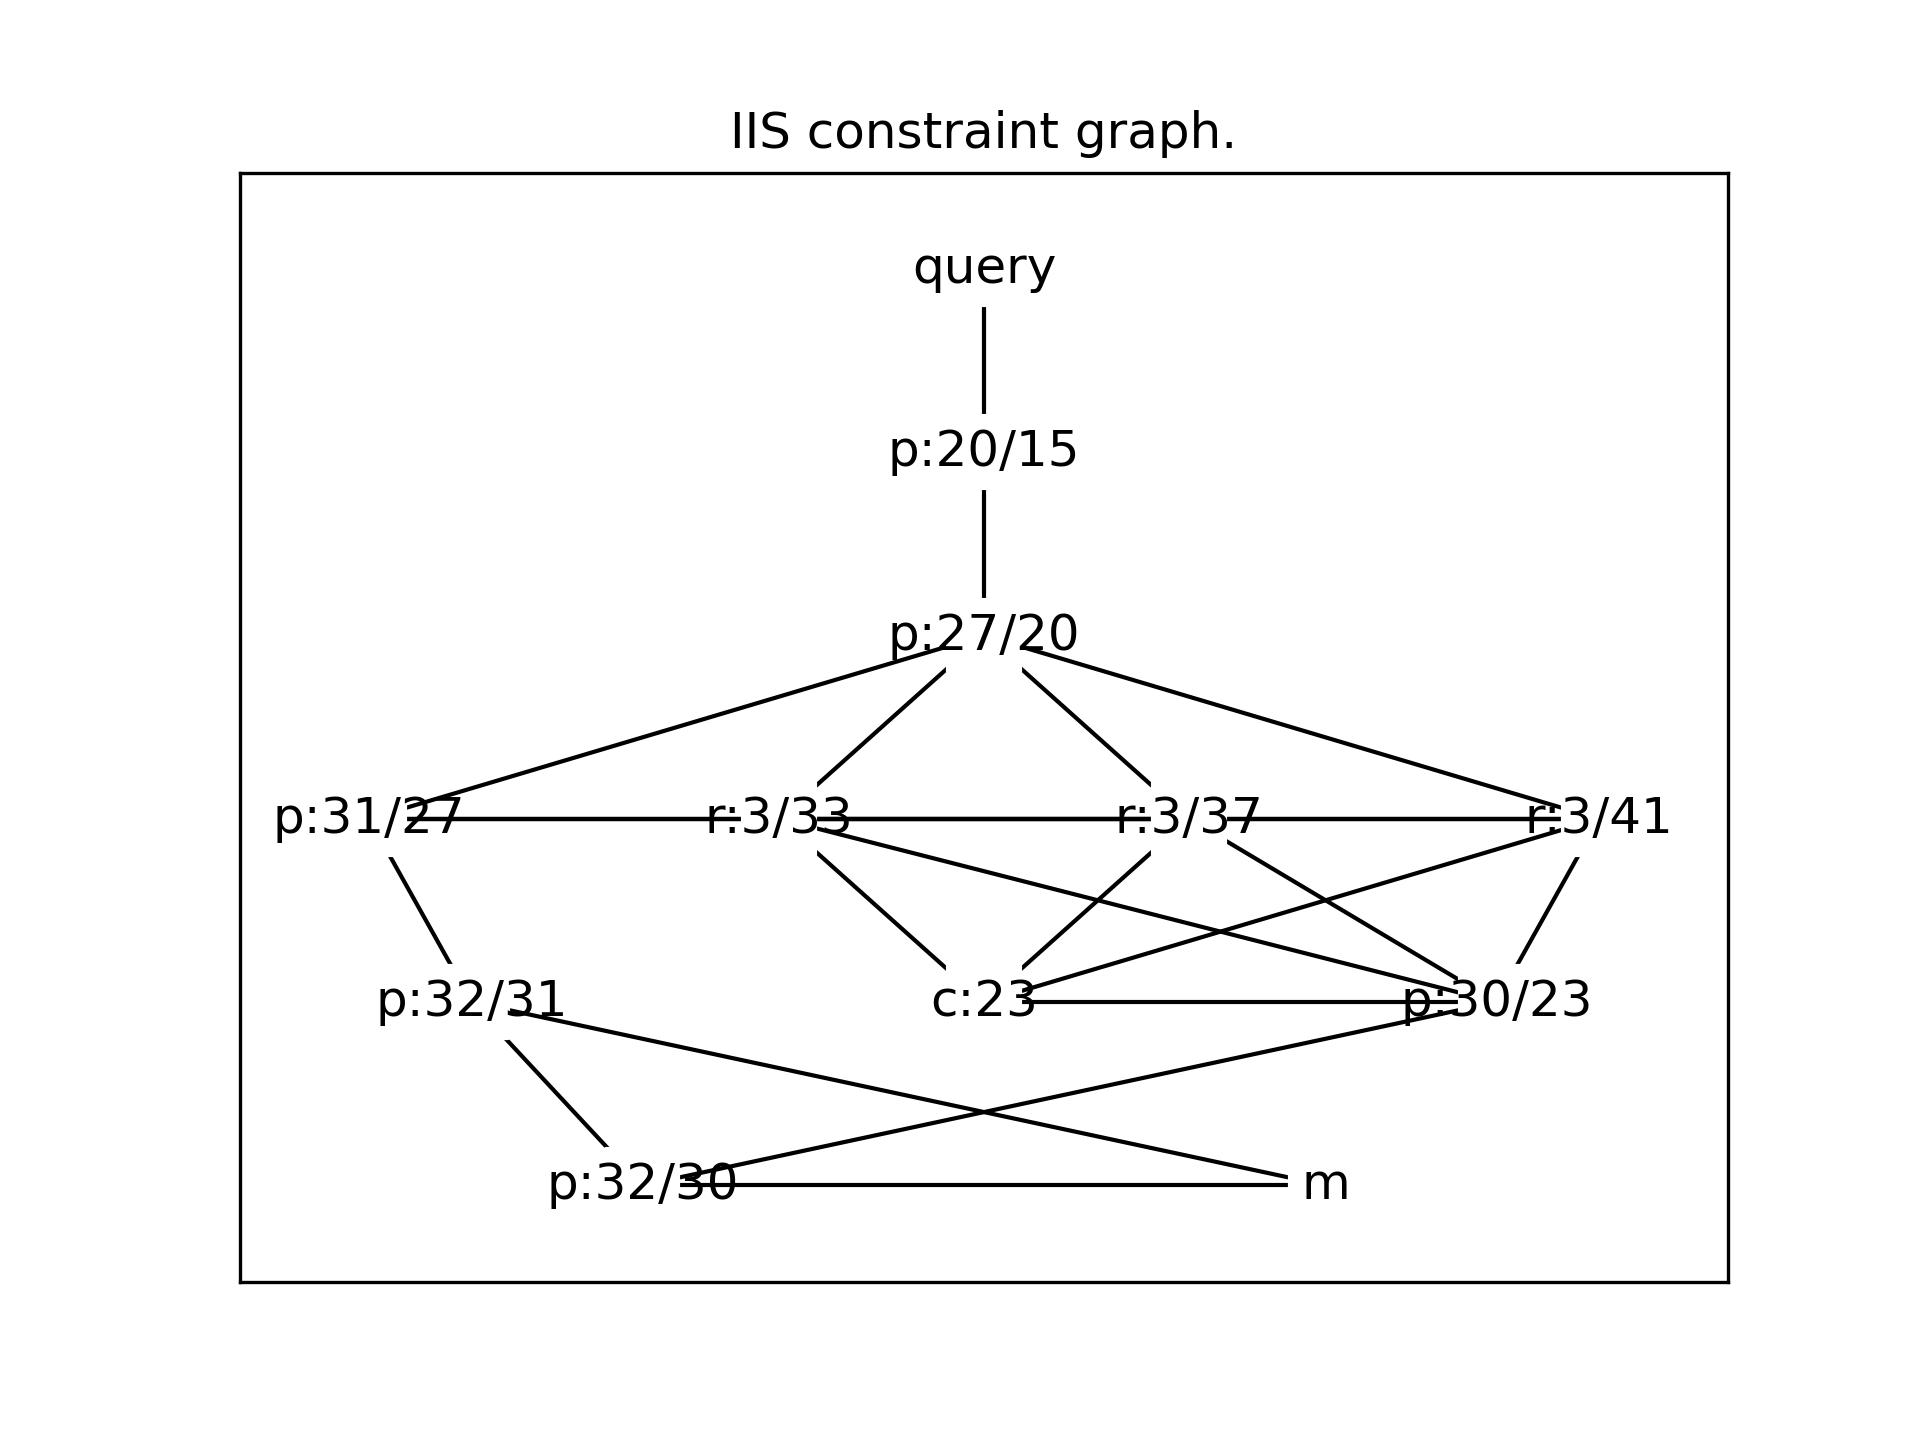 IIS constraint graph.
query
p:20/15
p:27/20
p:31/27 r:3/33 r:3/37 r:3/41
p:32/31 c:23 p:30/23
p:32/30 m